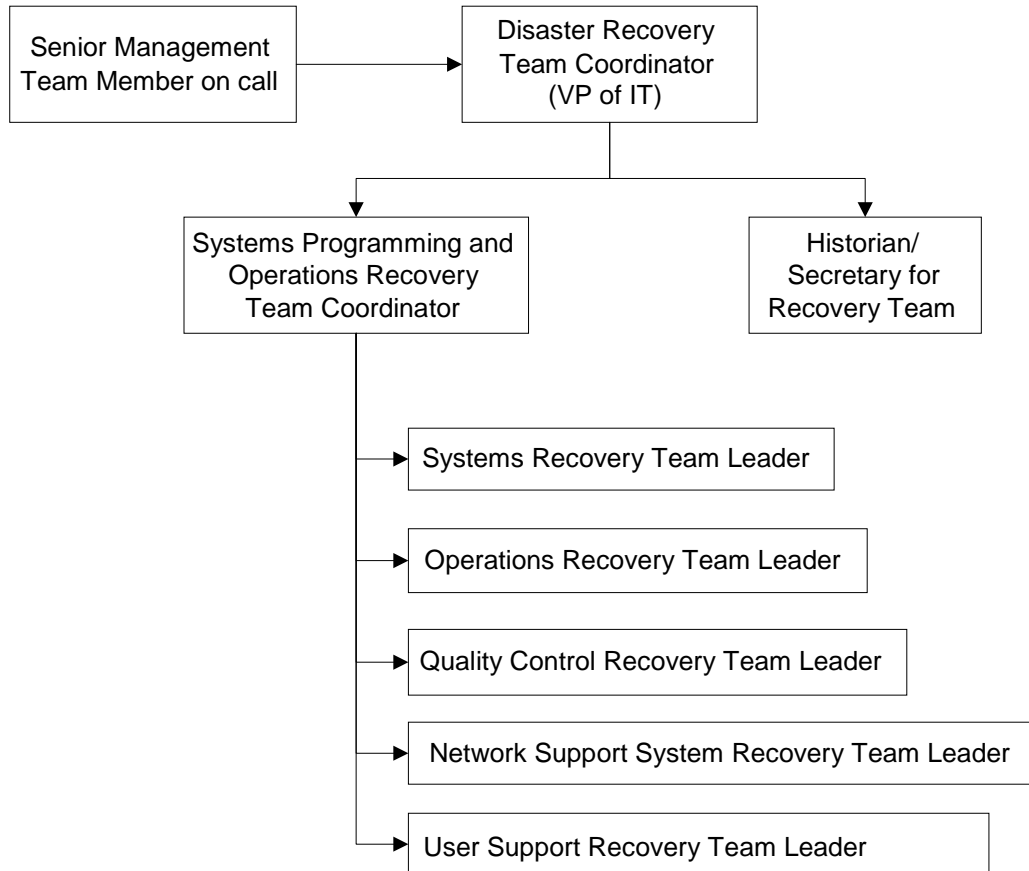 Senior Management
Team Member on call
Disaster Recovery
Team Coordinator
(VP of IT)
Systems Programming and
Operations Recovery
Team Coordinator
Historian/
Secretary for
Recovery Team
Systems Recovery Team Leader
Operations Recovery Team Leader
Quality Control Recovery Team Leader
Network Support System Recovery Team Leader
User Support Recovery Team Leader